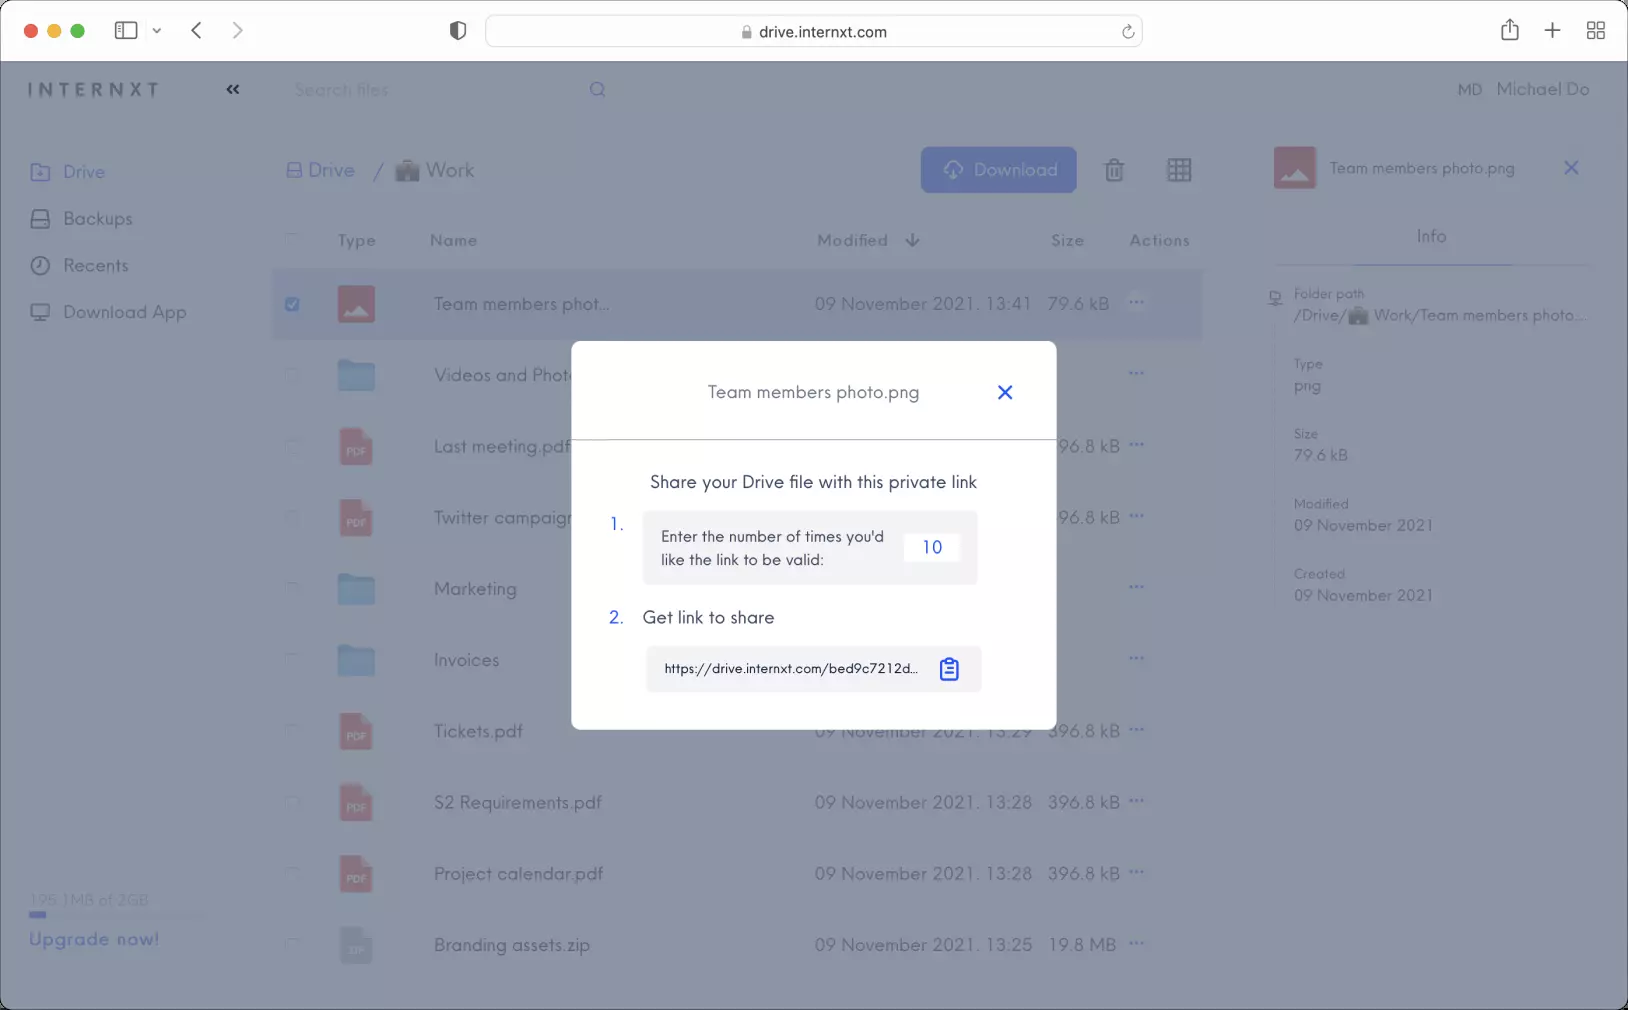 drive.internxt.com
INTERNXT
Search files
MD Michael Do
Drive
Backups
Recents
Download App
Drive / Work
Download
Team members photo.png
Type Name Modified Size Actions
Info
Team members phot... 09 November 2021. 13:41 79.6 kB
Folder path
/Drive/ Work/Team members photo...
Videos and
Type
png
Last meeting.pdf 96.8 kB
Size
79.6 kB
Twitter 96.8 kB
Modified
09 November 2021
Marketing
Created
09 November 2021
Invoices
Team members photo.png
Share your Drive file with this private link
1. Enter the number of times you'd
like the link to be valid:
10
2. Get link to share
https://drive.internxt.com/bed9c7212d...
Tickets.pdf 09 November 2021. 13:29 396.8 kB
S2 Requirements.pdf 09 November 2021. 13:28 396.8 kB
Project calendar.pdf 09 November 2021. 13:28 396.8 kB
Branding assets.zip 09 November 2021. 13:25 19.8 MB
PDF
PDF
PDF
PDF
PDF
ZIP
195.1MB of 2GB
Upgrade now!